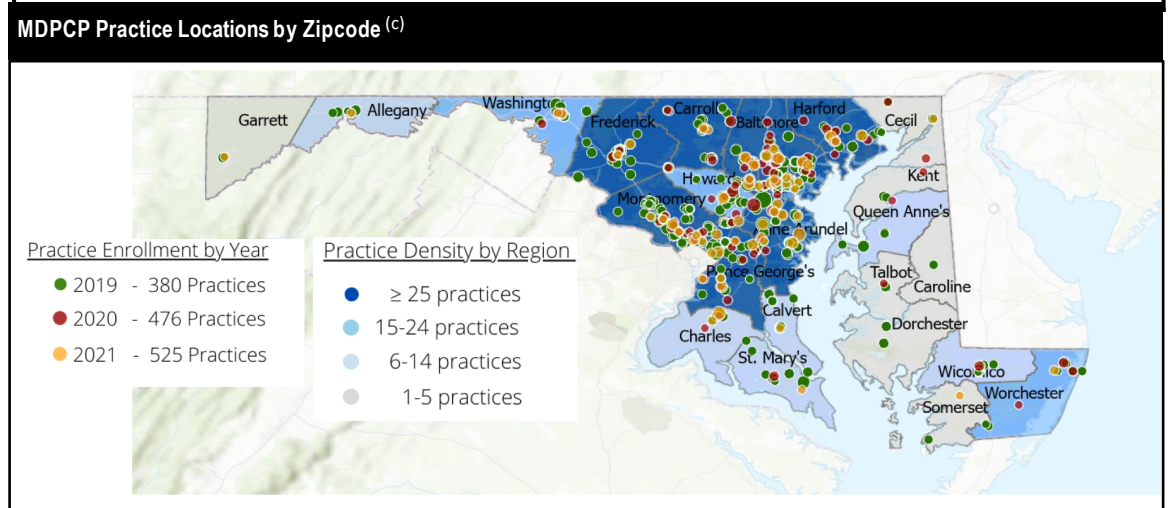 MDPCP Practice Locations by Zipcode (c)
Garrett
Allegany
Washingto
Frederick
Carroll
Baltimore
Harford
Cecil
Kent
Howard
Montgomery
Queen Anne's
Anne Arundel
Prince George's
Talbot
Caroline
Calvert
Charles
Dorchester
St. Mary's
Wicomico
Worchester
Somerset
Practice Enrollment by Year
2019 - 380 Practices
2020 - 476 Practices
2021 - 525 Practices
Practice Density by Region
≥ 25 practices
15-24 practices
6-14 practices
1-5 practices